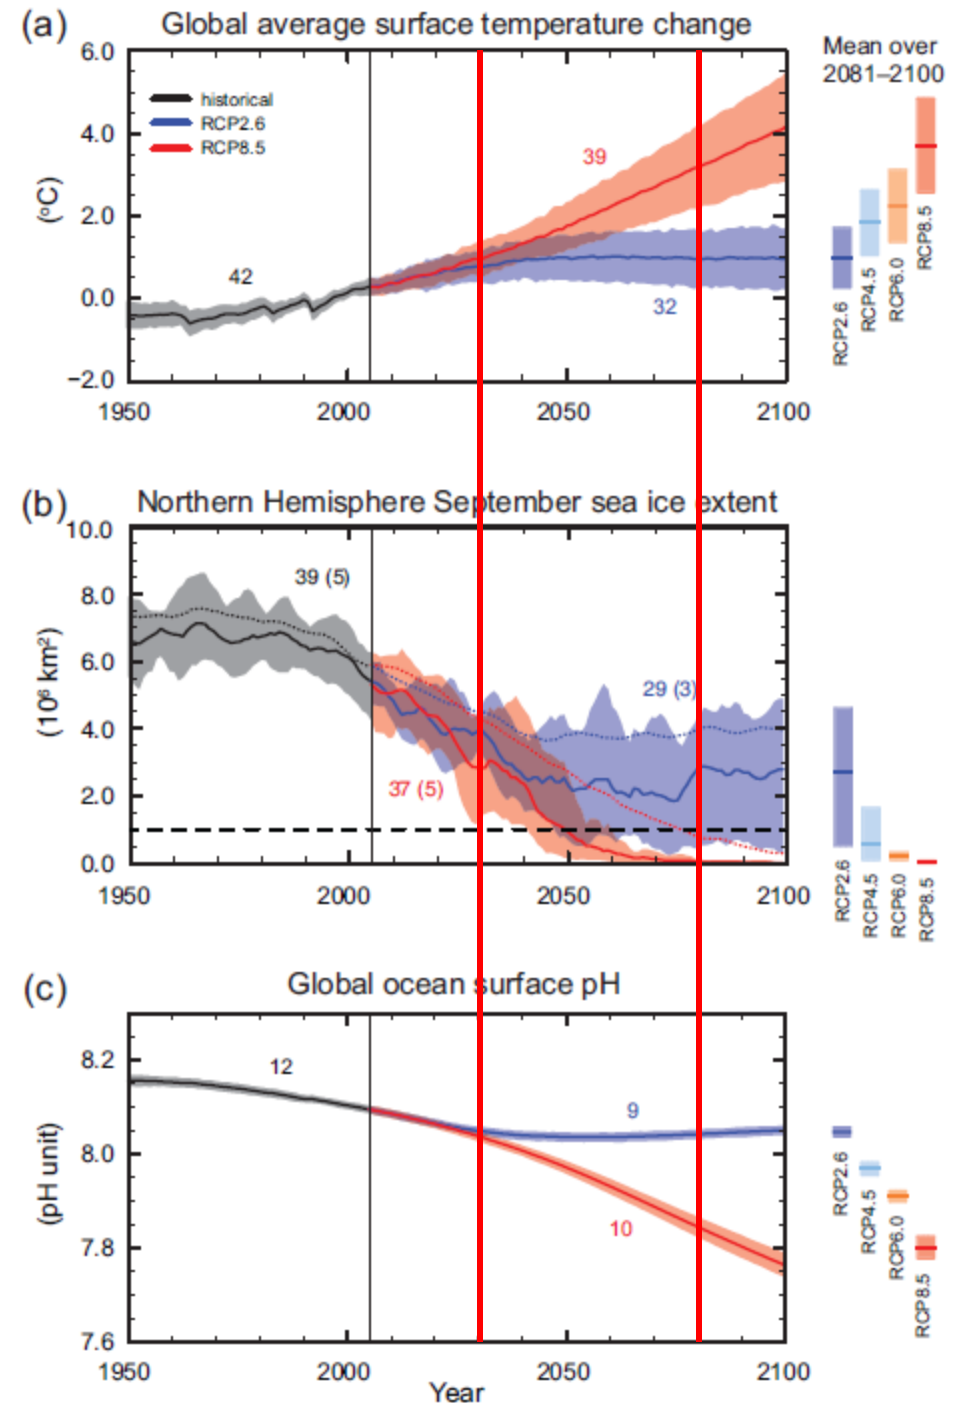 (a)
Global average surface temperature change
Mean over
2081–2100
6.0
4.0
2.0
0.0
−2.0
(ºC)
historical
RCP2.6
RCP8.5
42
39
32
1950
2000
2050
2100
RCP2.6
RCP4.5
RCP6.0
RCP8.5
(b)
Northern Hemisphere September sea ice extent
10.0
8.0
6.0
4.0
2.0
0.0
(10⁶ km²)
39 (5)
29 (3)
37 (5)
1950
2000
2050
2100
RCP2.6
RCP4.5
RCP6.0
RCP8.5
(c)
Global ocean surface pH
8.2
8.0
7.8
7.6
(pH unit)
12
9
10
1950
2000
2050
2100
Year
RCP2.6
RCP4.5
RCP6.0
RCP8.5